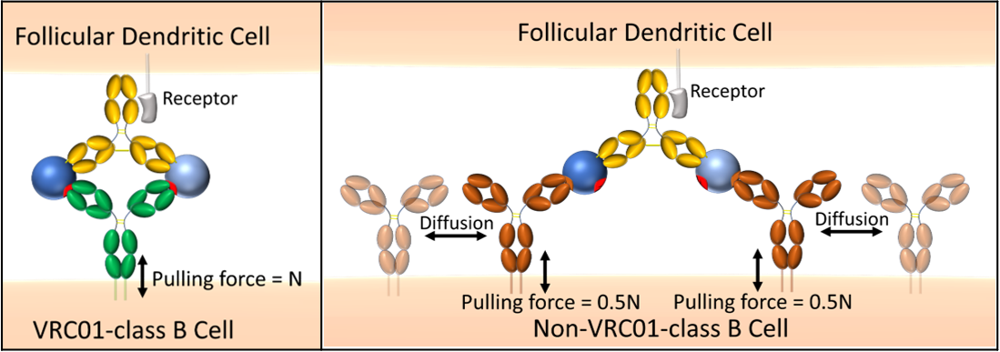 Follicular Dendritic Cell
Receptor
Pulling force = N
VRC01-class B Cell
Follicular Dendritic Cell
Receptor
Diffusion
Diffusion
Pulling force = 0.5N
Pulling force = 0.5N
Non-VRC01-class B Cell